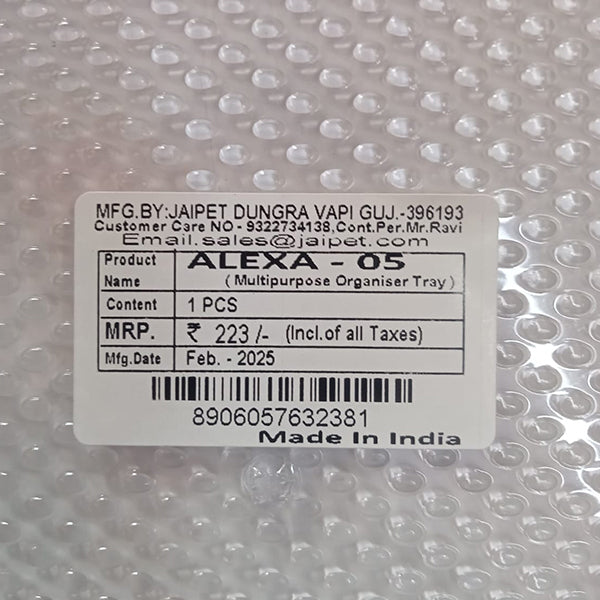 MFG.BY:JAIPET DUNGRA VAPI GUJ.-396193
Customer Care NO - 9322734138,Cont.Per.Mr.Ravi
Email.sales@jaipet.com
Product Name ALEXA - 05
(Multipurpose Organiser Tray)
Content 1 PCS
MRP. ₹ 223/- (Incl.of all Taxes)
Mfg.Date Feb. - 2025
8906057632381
Made In India